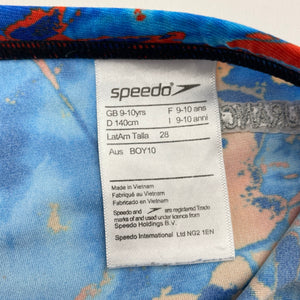 speedo
GB 9-10yrs F 9-10 ans
D 140cm I 9-10 anni
LatAm Talla 28
Aus BOY10
Made in Vietnam
Fabriqué au Vietnam
Fabricado en Vietnam
Speedo and are registered Trade
marks of and used under licence from
Speedo Holdings B.V.
Speedo International Ltd NG2 1EN